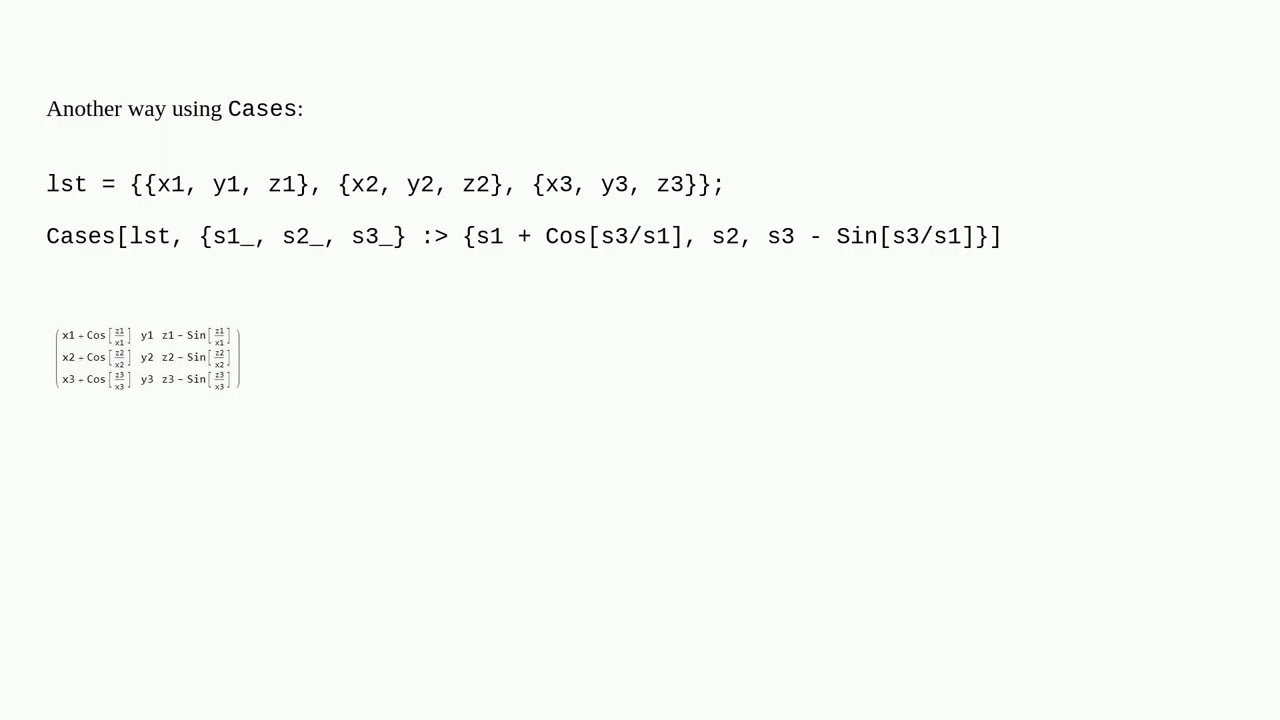 Another way using Cases:
lst = {{x1, y1, z1}, {x2, y2, z2}, {x3, y3, z3}};
Cases[lst, {s1_, s2_, s3_} :> {s1 + Cos[s3/s1], s2, s3 - Sin[s3/s1]}]
x1 + Cos[z1/x1] y1 z1 - Sin[z1/x1]
x2 + Cos[z2/x2] y2 z2 - Sin[z2/x2]
x3 + Cos[z3/x3] y3 z3 - Sin[z3/x3]